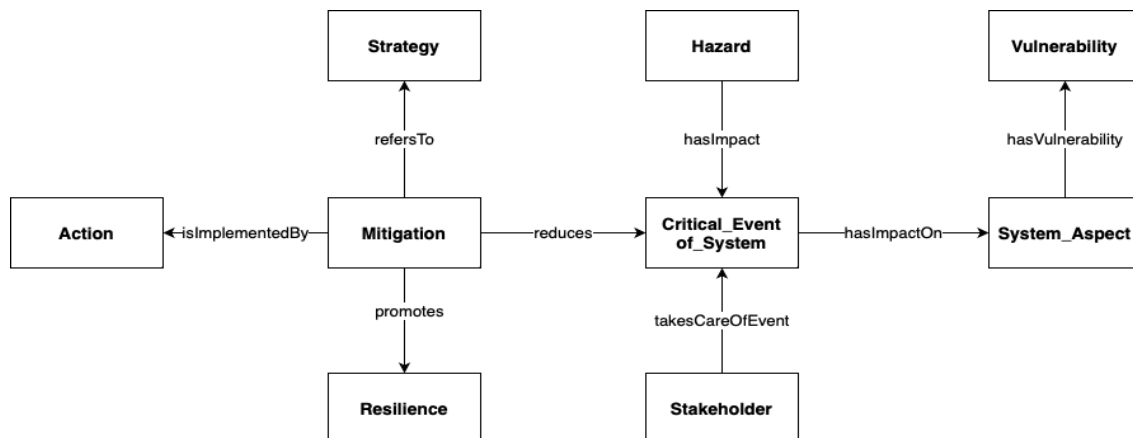 Strategy
Hazard
Vulnerability
refersTo
hasImpact
hasVulnerability
Action
isImplementedBy
Mitigation
reduces
Critical_Event
of_System
hasImpactOn
System_Aspect
promotes
takesCareOfEvent
Resilience
Stakeholder